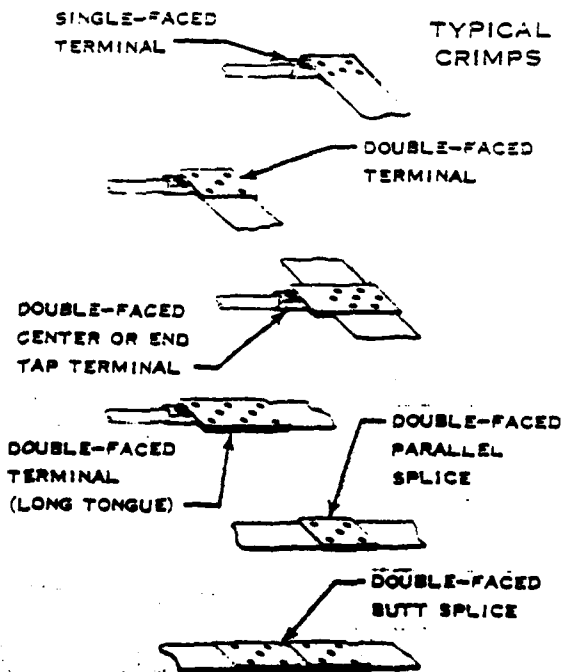 TYPICAL
CRIMPS
SINGLE-FACED
TERMINAL
DOUBLE-FACED
TERMINAL
DOUBLE-FACED
CENTER OR END
TAP TERMINAL
DOUBLE-FACED
TERMINAL
(LONG TONGUE)
DOUBLE-FACED
PARALLEL
SPLICE
DOUBLE-FACED
BUTT SPLICE